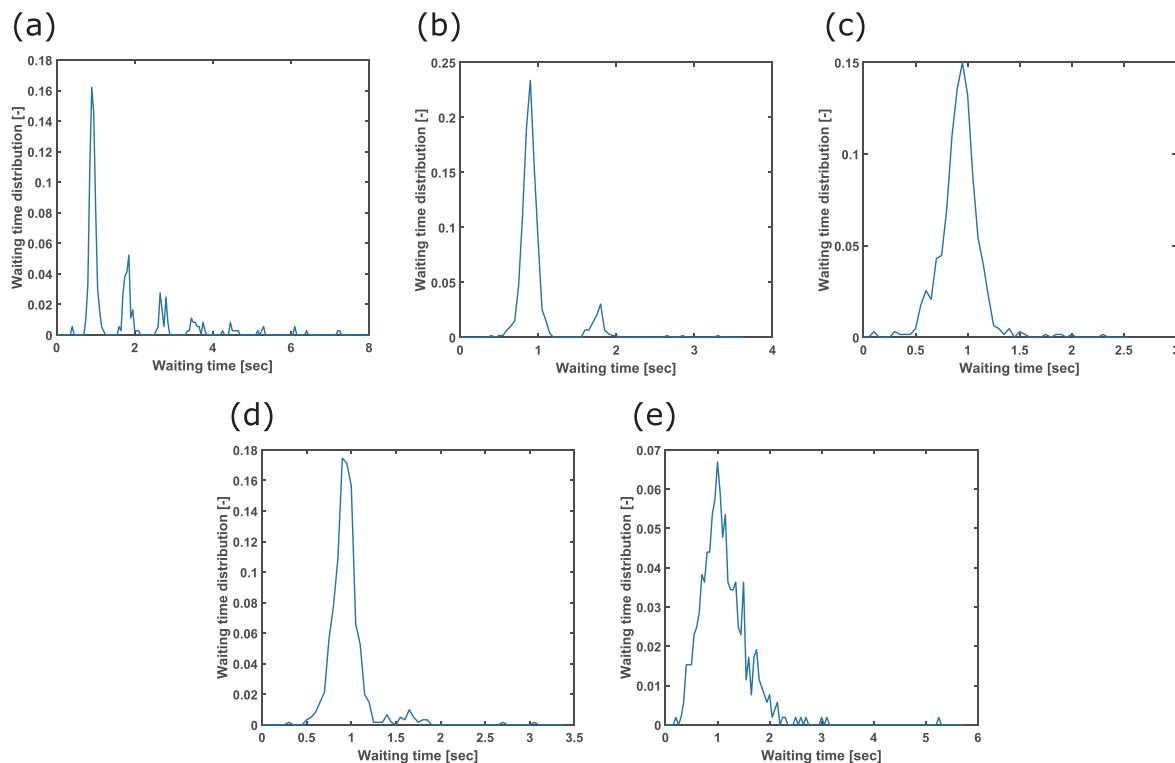 (a)
(b)
(c)
0.18
0.16
0.14
0.12
0.1
0.08
0.06
0.04
0.02
0
Waiting time distribution [-]
0 2 4 6 8
Waiting time [sec]
0.25
0.2
0.15
0.1
0.05
0
Waiting time distribution [-]
0 1 2 3 4
Waiting time [sec]
0.15
0.1
0.05
0
Waiting time distribution [-]
0 0.5 1 1.5 2 2.5 3
Waiting time [sec]
(d)
(e)
0.18
0.16
0.14
0.12
0.1
0.08
0.06
0.04
0.02
0
Waiting time distribution [-]
0 0.5 1 1.5 2 2.5 3 3.5
Waiting time [sec]
0.07
0.06
0.05
0.04
0.03
0.02
0.01
0
Waiting time distribution [-]
0 1 2 3 4 5 6
Waiting time [sec]